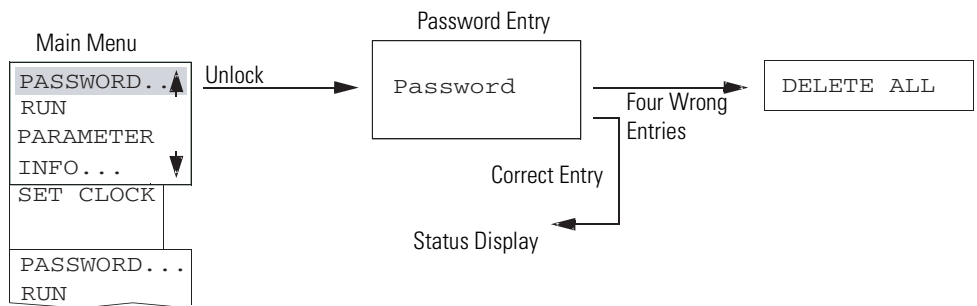 Password Entry
Main Menu
PASSWORD..
RUN
PARAMETER
INFO...
SET CLOCK
PASSWORD...
RUN
Unlock
Password
Four Wrong
Entries
DELETE ALL
Correct Entry
Status Display